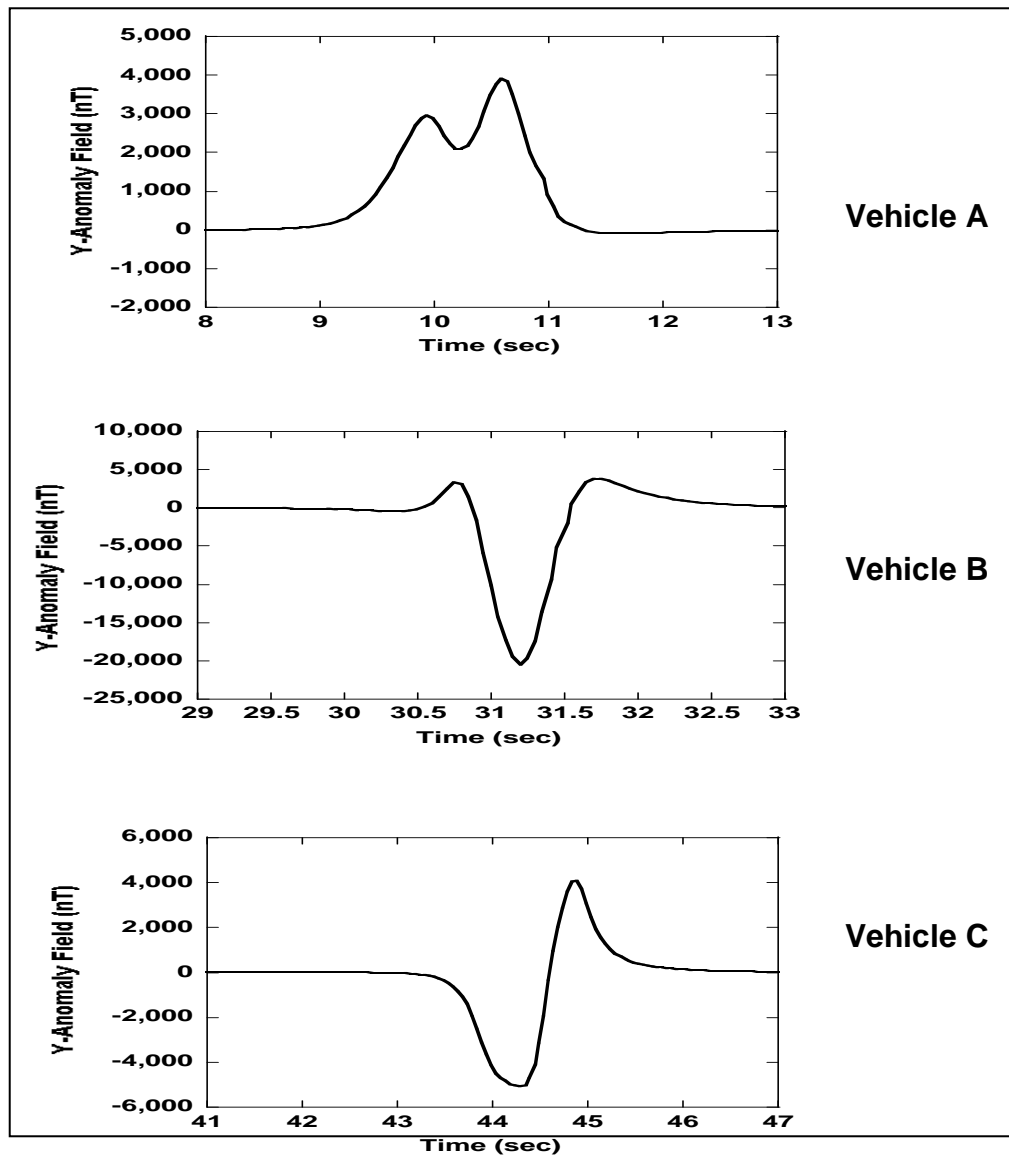 5,000
4,000
3,000
2,000
1,000
0
-1,000
-2,000
Y-Anomaly Field (nT)
8 9 10 11 12 13
Time (sec)
Vehicle A
10,000
5,000
0
-5,000
-10,000
-15,000
-20,000
-25,000
Y-Anomaly Field (nT)
29 29.5 30 30.5 31 31.5 32 32.5 33
Time (sec)
Vehicle B
6,000
4,000
2,000
0
-2,000
-4,000
-6,000
Y-Anomaly Field (nT)
41 42 43 44 45 46 47
Time (sec)
Vehicle C